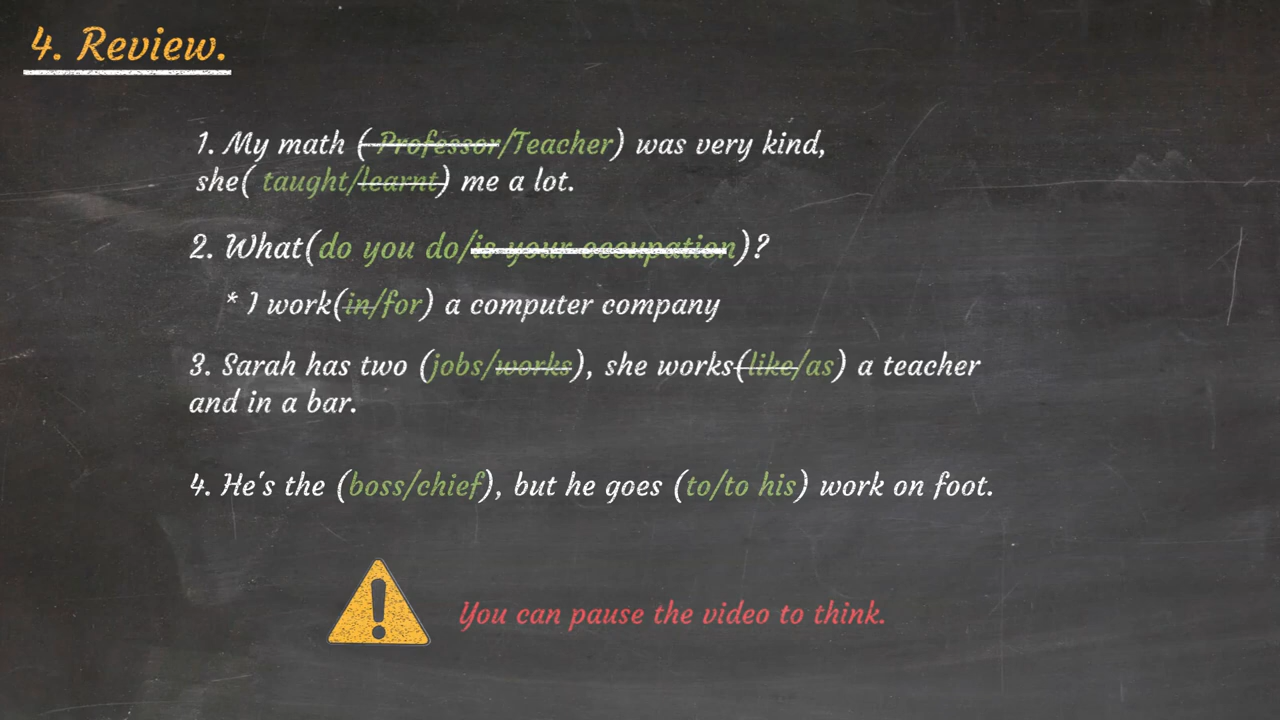 4. Review.
1. My math ( Professor/Teacher) was very kind,
she( taught/learnt) me a lot.
2. What(do you do/is your occupation)?
* I work(in/for) a computer company
3. Sarah has two (jobs/works), she works(like/as) a teacher
and in a bar.
4. He's the (boss/chief), but he goes (to/to his) work on foot.
You can pause the video to think.